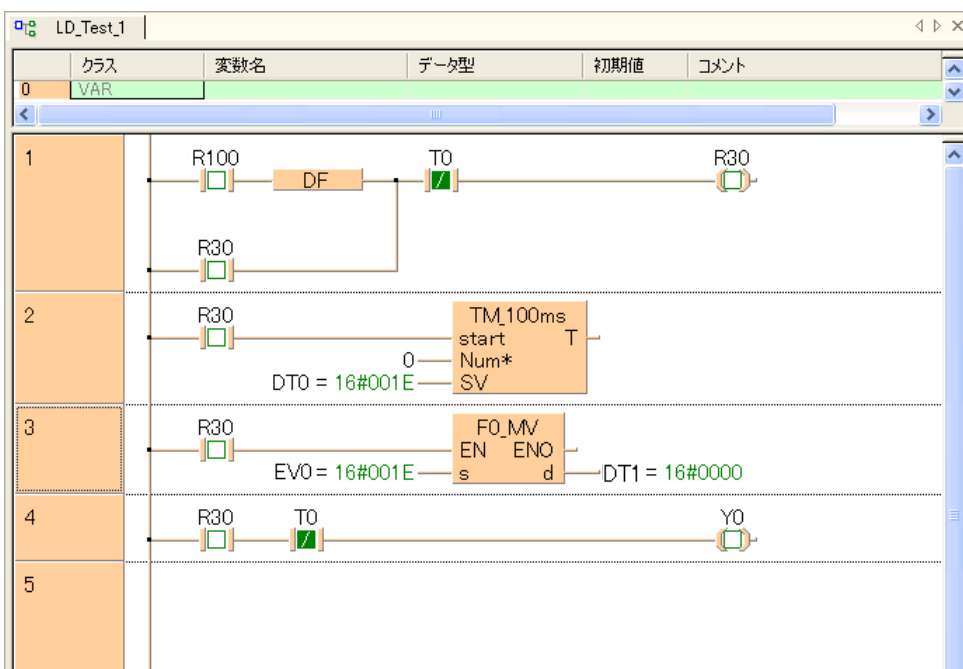 LD_Test_1
クラス 変数名 データ型 初期値 コメント
0 VAR
1
R100 T0 R30
DF
R30
2
R30 TM_100ms
start T
0 Num*
DT0 = 16#001E SV
3
R30 F0_MV
EN ENO
EV0 = 16#001E s d DT1 = 16#0000
4
R30 T0 Y0
5